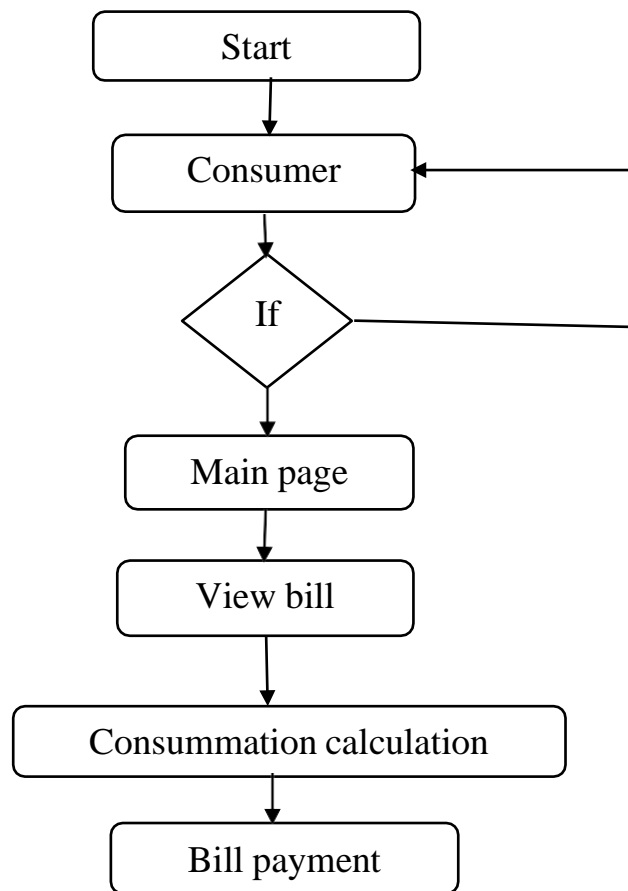 Start
Consumer
If
Main page
View bill
Consummation calculation
Bill payment